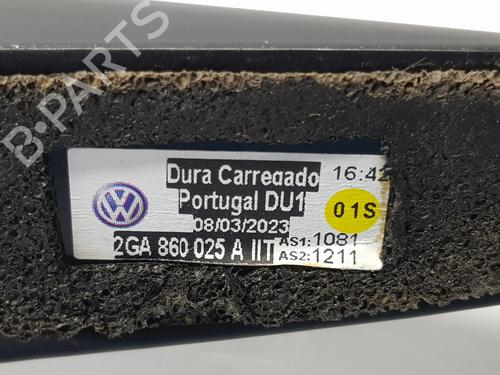 B-PARTS
Dura Carregado 16:42
Portugal DU1
01S
08/03/2023
2GA 860 025 A IIT AS1:1081
AS2:1211